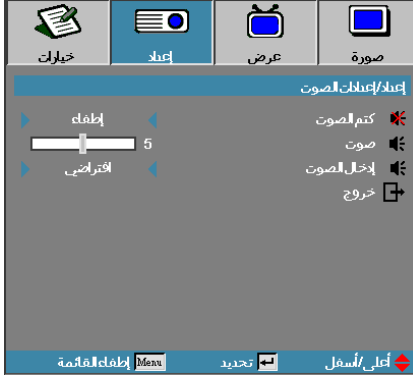 صورة عرض إعداد خيارات
إعداد/إعدادات الصوت
كتم الصوت إطفاء
صوت 5
إدخال الصوت افتراضي
خروج
أعلى/أسفل تحديد Menu إطفاء القائمة